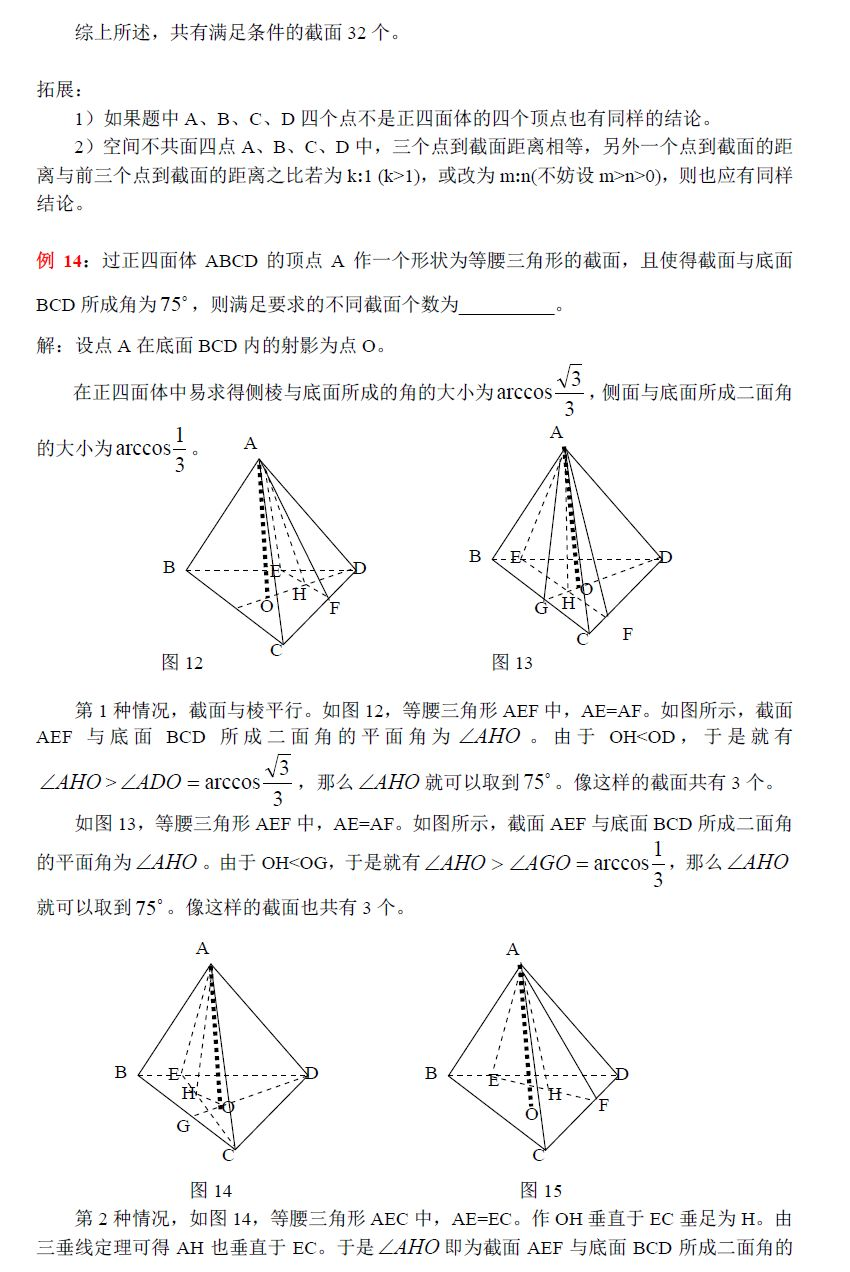 综上所述，共有满足条件的截面 32 个。
拓展：
1）如果题中 A、B、C、D 四个点不是正四面体的四个顶点也有同样的结论。
2）空间不共面四点 A、B、C、D 中，三个点到截面距离相等，另外一个点到截面的距
离与前三个点到截面的距离之比若为 k:1 (k>1)，或改为 m:n(不妨设 m>n>0)，则也应有同样
结论。
例 14：过正四面体 ABCD 的顶点 A 作一个形状为等腰三角形的截面，且使得截面与底面
BCD 所成角为 75°，则满足要求的不同截面个数为__________。
解：设点 A 在底面 BCD 内的射影为点 O。
在正四面体中易求得侧棱与底面所成的角的大小为 arccos √3/3，侧面与底面所成二面角
的大小为 arccos 1/3。
A
B
E
D
O
H
F
C
图 12
A
B
E
D
O
G
H
C
F
图 13
第 1 种情况，截面与棱平行。如图 12，等腰三角形 AEF 中，AE=AF。如图所示，截面
AEF 与底面 BCD 所成二面角的平面角为 ∠AHO 。由于 OH<OD，于是就有
∠AHO > ∠ADO = arccos √3/3，那么 ∠AHO 就可以取到 75°。像这样的截面共有 3 个。
如图 13，等腰三角形 AEF 中，AE=AF。如图所示，截面 AEF 与底面 BCD 所成二面角
的平面角为 ∠AHO 。由于 OH<OG，于是就有 ∠AHO > ∠AGO = arccos 1/3，那么 ∠AHO
就可以取到 75°。像这样的截面也共有 3 个。
A
B
E
D
H
O
G
C
图 14
A
B
E
D
H
F
O
C
图 15
第 2 种情况，如图 14，等腰三角形 AEC 中，AE=EC。作 OH 垂直于 EC 垂足为 H。由
三垂线定理可得 AH 也垂直于 EC。于是 ∠AHO 即为截面 AEF 与底面 BCD 所成二面角的